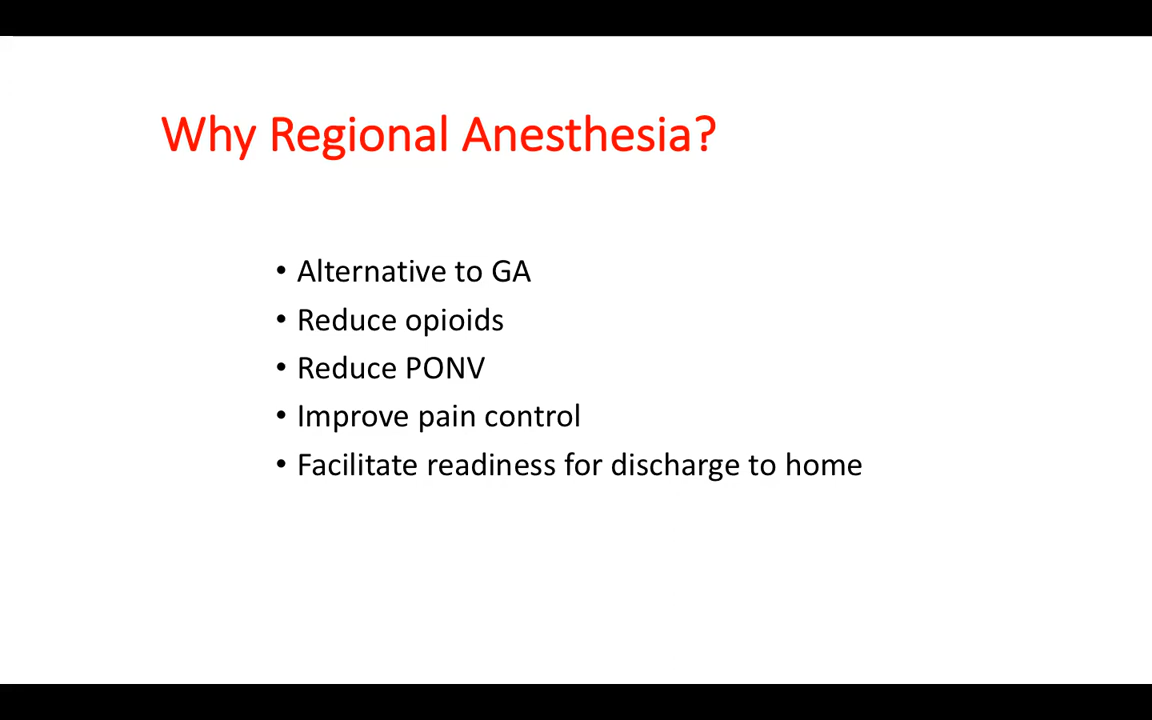 Why Regional Anesthesia?
• Alternative to GA
• Reduce opioids
• Reduce PONV
• Improve pain control
• Facilitate readiness for discharge to home